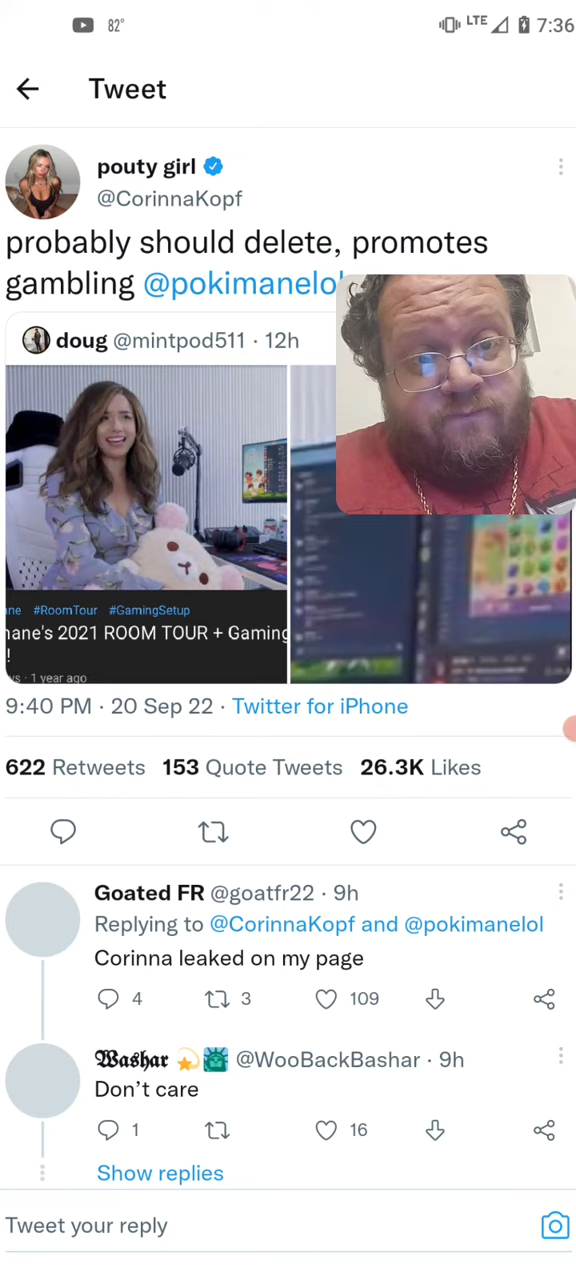 82°
LTE 7:36
Tweet
pouty girl
@CorinnaKopf
probably should delete, promotes
gambling @pokimanelol
doug @mintpod511 · 12h
#RoomTour #GamingSetup
2021 ROOM TOUR + Gaming
!
· 1 year ago
9:40 PM · 20 Sep 22 · Twitter for iPhone
622 Retweets 153 Quote Tweets 26.3K Likes
Goated FR @goatfr22 · 9h
Replying to @CorinnaKopf and @pokimanelol
Corinna leaked on my page
4 3 109
Washar @WooBackBashar · 9h
Don't care
1 16
Show replies
Tweet your reply